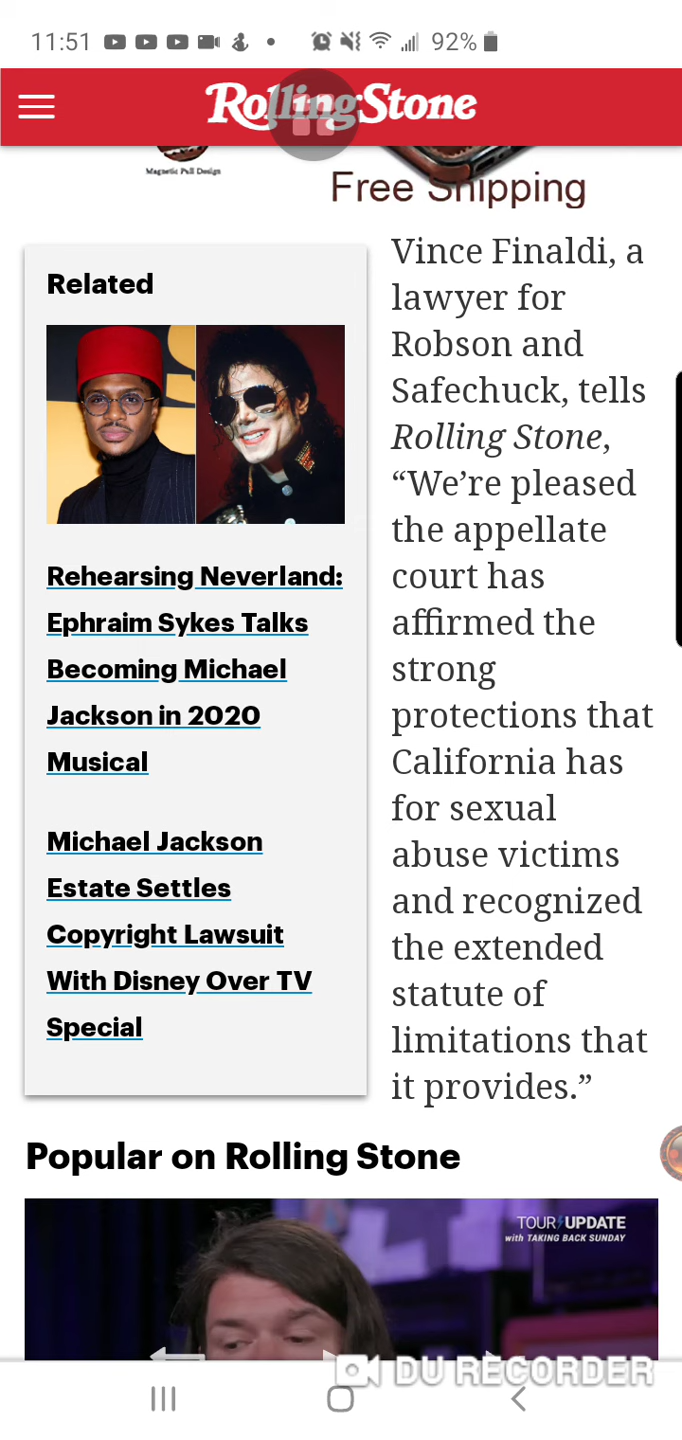 11:51
92%
RollingStone
Magnetic Pull Design
Free Shipping
Related
Rehearsing Neverland:
Ephraim Sykes Talks
Becoming Michael
Jackson in 2020
Musical
Michael Jackson
Estate Settles
Copyright Lawsuit
With Disney Over TV
Special
Vince Finaldi, a
lawyer for
Robson and
Safechuck, tells
Rolling Stone,
“We’re pleased
the appellate
court has
affirmed the
strong
protections that
California has
for sexual
abuse victims
and recognized
the extended
statute of
limitations that
it provides.”
Popular on Rolling Stone
TOUR UPDATE
with TAKING BACK SUNDAY
DU RECORDER